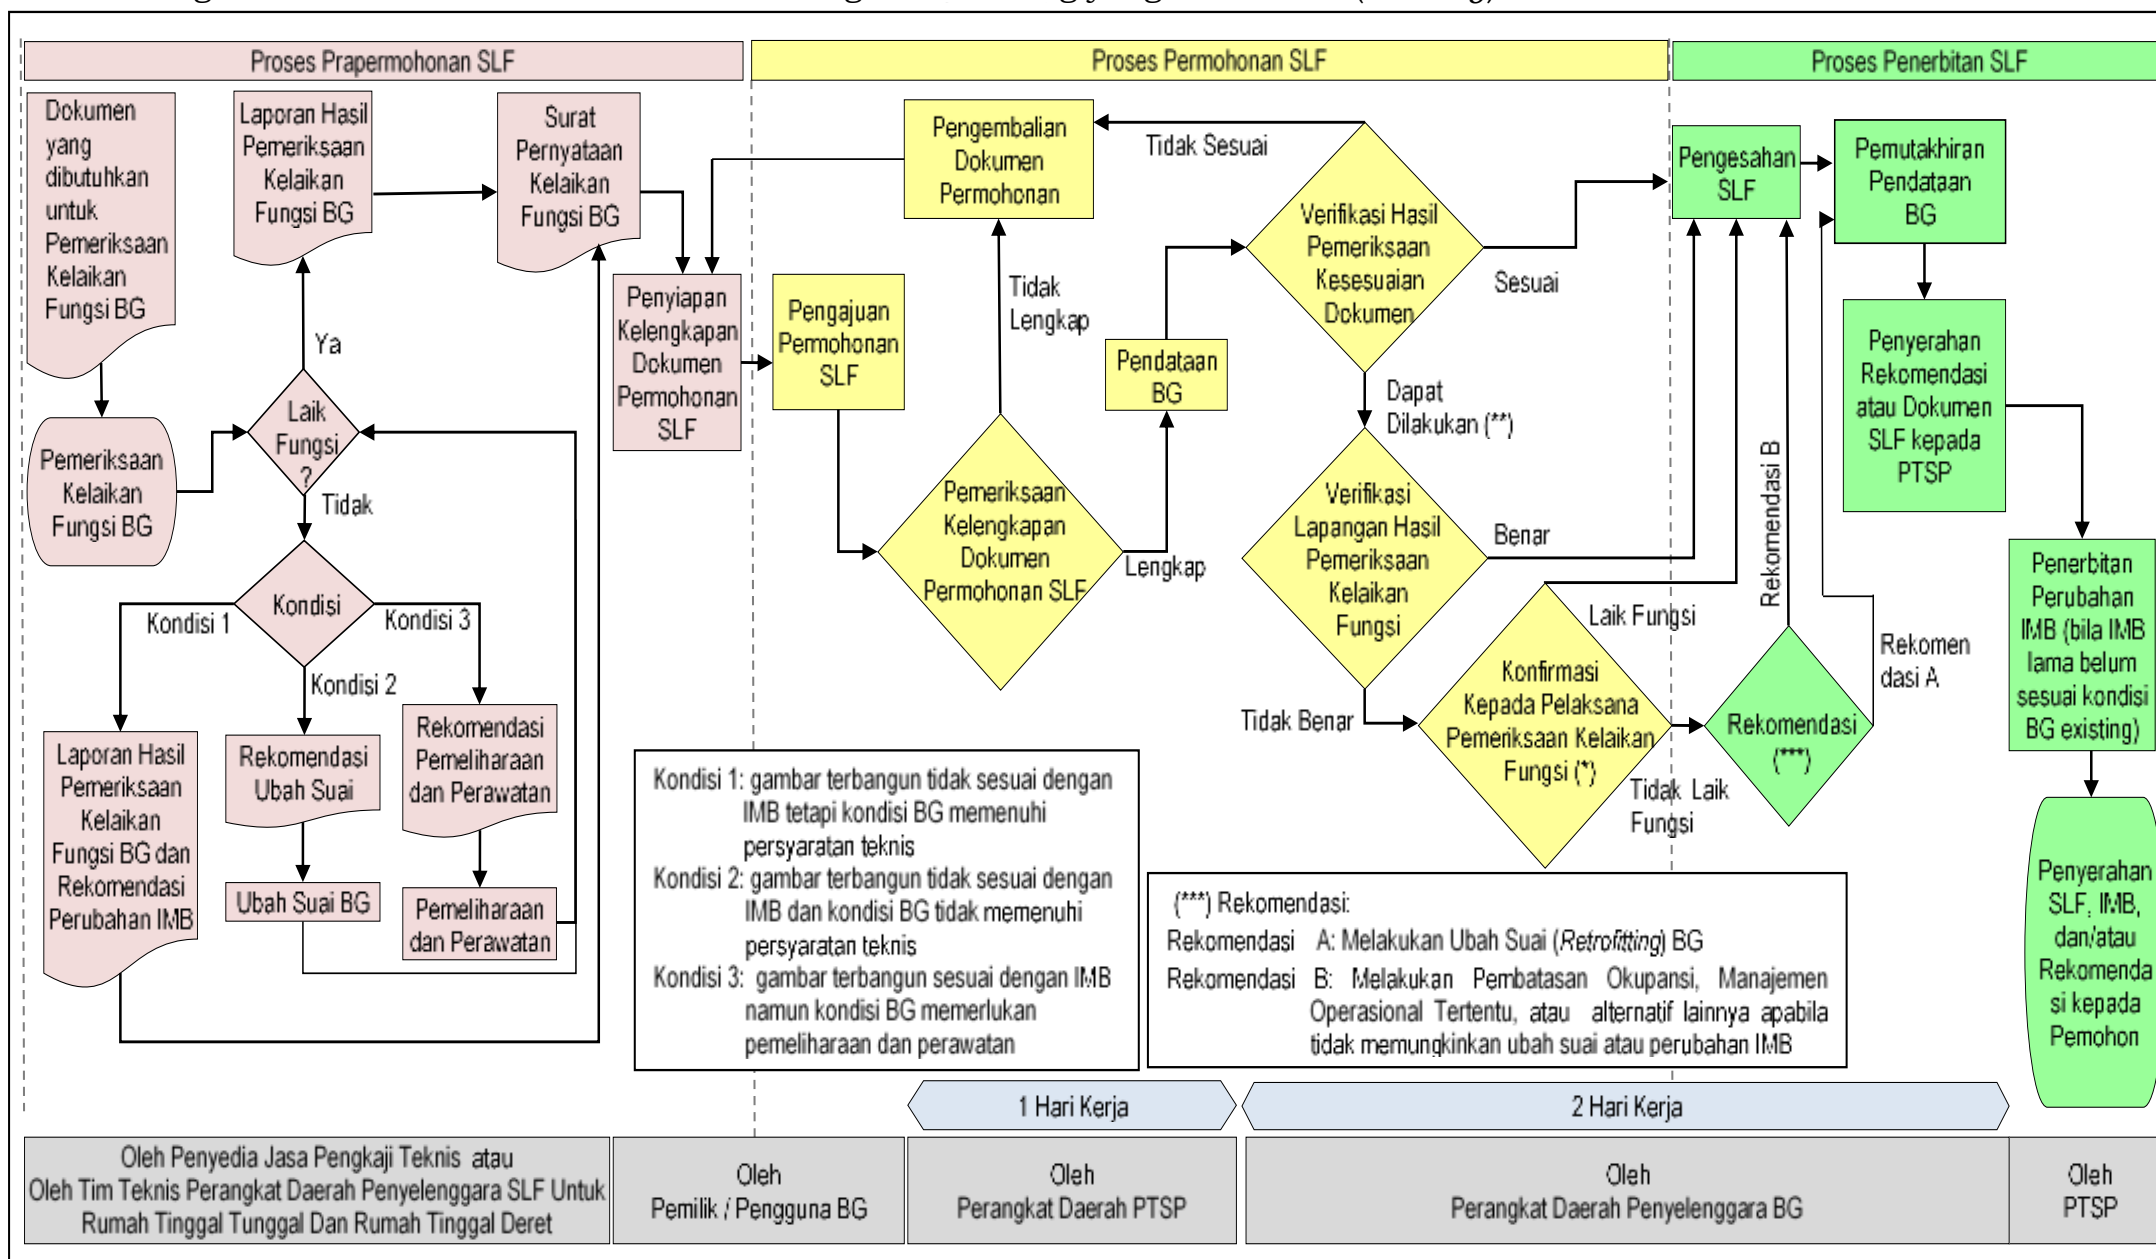 Proses Prapermohonan SLF
Proses Permohonan SLF
Proses Penerbitan SLF
Dokumen
yang
dibutuhkan
untuk
Pemeriksaan
Kelaikan
Fungsi BG
Laporan Hasil
Pemeriksaan
Kelaikan
Fungsi BG
Surat
Pernyataan
Kelaikan
Fungsi BG
Ya
Laik
Fungsi
?
Tidak
Pemeriksaan
Kelaikan
Fungsi BG
Kondisi
Kondisi 1
Kondisi 3
Kondisi 2
Laporan Hasil
Pemeriksaan
Kelaikan
Fungsi BG dan
Rekomendasi
Perubahan IMB
Rekomendasi
Ubah Suai
Rekomendasi
Pemeliharaan
dan Perawatan
Ubah Suai BG
Pemeliharaan
dan Perawatan
Penyiapan
Kelengkapan
Dokumen
Permohonan
SLF
Pengajuan
Permohonan
SLF
Pengembalian
Dokumen
Permohonan
Tidak
Lengkap
Pemeriksaan
Kelengkapan
Dokumen
Permohonan SLF
Lengkap
Pendataan
BG
Tidak Sesuai
Verifikasi Hasil
Pemeriksaan
Kesesuaian
Dokumen
Sesuai
Dapat
Dilakukan (**)
Verifikasi
Lapangan Hasil
Pemeriksaan
Kelaikan
Fungsi
Benar
Tidak Benar
Konfirmasi
Kepada Pelaksana
Pemeriksaan Kelaikan
Fungsi (*)
Laik Fungsi
Tidak Laik
Fungsi
Pengesahan
SLF
Pemutakhiran
Pendataan
BG
Rekomendasi B
Rekomendasi
(***)
Rekomen
dasi A
Penyerahan
Rekomendasi
atau Dokumen
SLF kepada
PTSP
Penerbitan
Perubahan
IMB (bila IMB
lama belum
sesuai kondisi
BG existing)
Penyerahan
SLF, IMB,
dan/atau
Rekomenda
si kepada
Pemohon
Kondisi 1: gambar terbangun tidak sesuai dengan
IMB tetapi kondisi BG memenuhi
persyaratan teknis
Kondisi 2: gambar terbangun tidak sesuai dengan
IMB dan kondisi BG tidak memenuhi
persyaratan teknis
Kondisi 3: gambar terbangun sesuai dengan IMB
namun kondisi BG memerlukan
pemeliharaan dan perawatan
(***) Rekomendasi:
Rekomendasi A: Melakukan Ubah Suai (Retrofitting) BG
Rekomendasi B: Melakukan Pembatasan Okupansi, Manajemen
Operasional Tertentu, atau alternatif lainnya apabila
tidak memungkinkan ubah suai atau perubahan IMB
1 Hari Kerja
2 Hari Kerja
Oleh Penyedia Jasa Pengkaji Teknis atau
Oleh Tim Teknis Perangkat Daerah Penyelenggara SLF Untuk
Rumah Tinggal Tunggal Dan Rumah Tinggal Deret
Oleh
Pemilik / Pengguna BG
Oleh
Perangkat Daerah PTSP
Oleh
Perangkat Daerah Penyelenggara BG
Oleh
PTSP